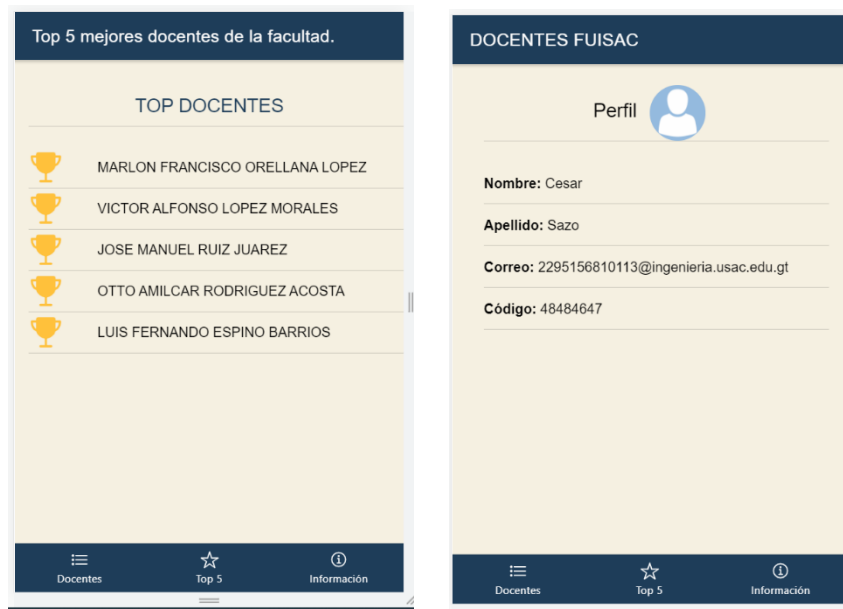 Top 5 mejores docentes de la facultad.
TOP DOCENTES
MARLON FRANCISCO ORELLANA LOPEZ
VICTOR ALFONSO LOPEZ MORALES
JOSE MANUEL RUIZ JUAREZ
OTTO AMILCAR RODRIGUEZ ACOSTA
LUIS FERNANDO ESPINO BARRIOS
Docentes
Top 5
Información
DOCENTES FUISAC
Perfil
Nombre: Cesar
Apellido: Sazo
Correo: 2295156810113@ingenieria.usac.edu.gt
Código: 48484647
Docentes
Top 5
Información